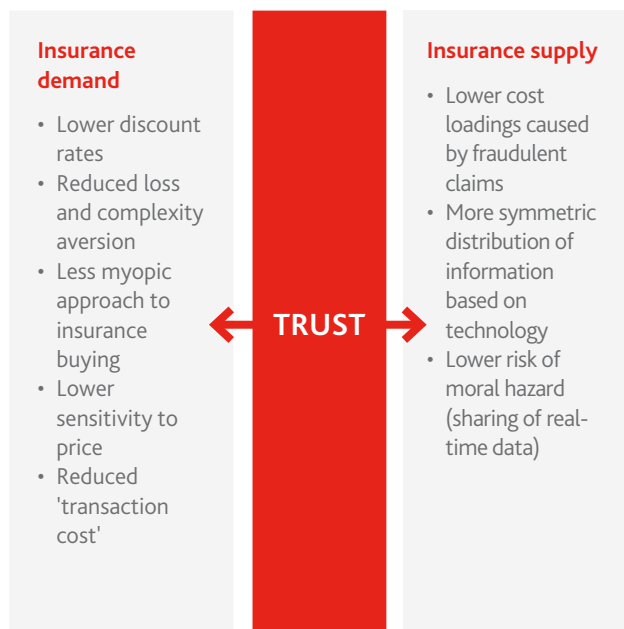 Insurance
demand
• Lower discount
rates
• Reduced loss
and complexity
aversion
• Less myopic
approach to
insurance
buying
• Lower
sensitivity to
price
• Reduced
'transaction
cost'
TRUST
Insurance supply
• Lower cost
loadings caused
by fraudulent
claims
• More symmetric
distribution of
information
based on
technology
• Lower risk of
moral hazard
(sharing of real-
time data)